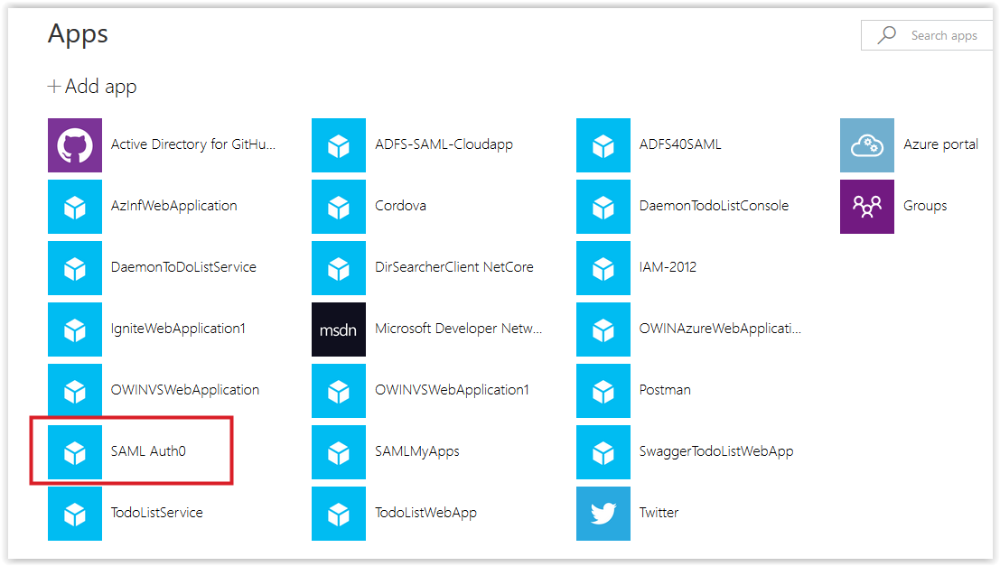 Apps
Search apps
Add app
Active Directory for GitHu...
ADFS-SAML-Cloudapp
ADFS40SAML
Azure portal
AzInfWebApplication
Cordova
DaemonTodoListConsole
Groups
DaemonToDoListService
DirSearcherClient NetCore
IAM-2012
IgniteWebApplication1
msdn
Microsoft Developer Netw...
OWINAzureWebApplicati...
OWINVSWebApplication
OWINVSWebApplication1
Postman
SAML Auth0
SAMLMyApps
SwaggerTodoListWebApp
TodoListService
TodoListWebApp
Twitter